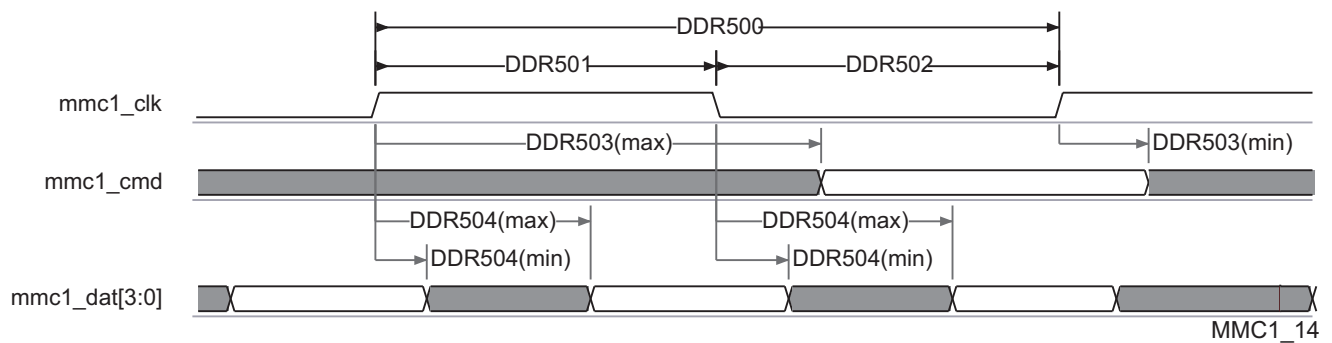 DDR500
DDR501 DDR502
mmc1_clk
DDR503(max) DDR503(min)
mmc1_cmd
DDR504(max) DDR504(max)
DDR504(min) DDR504(min)
mmc1_dat[3:0]
MMC1_14